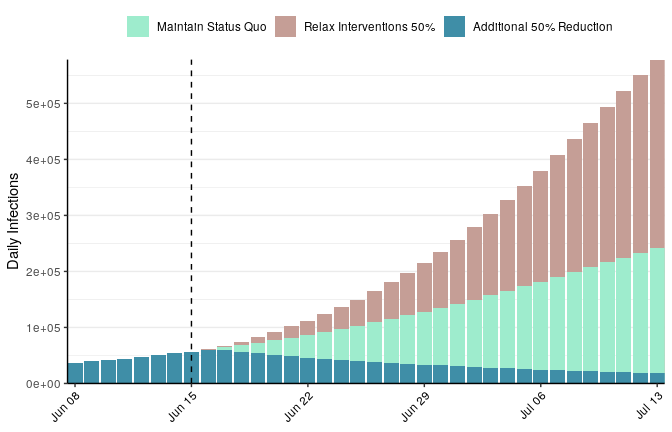 Maintain Status Quo Relax Interventions 50% Additional 50% Reduction
Daily Infections
5e+05
4e+05
3e+05
2e+05
1e+05
0e+00
Jun 08 Jun 15 Jun 22 Jun 29 Jul 06 Jul 13